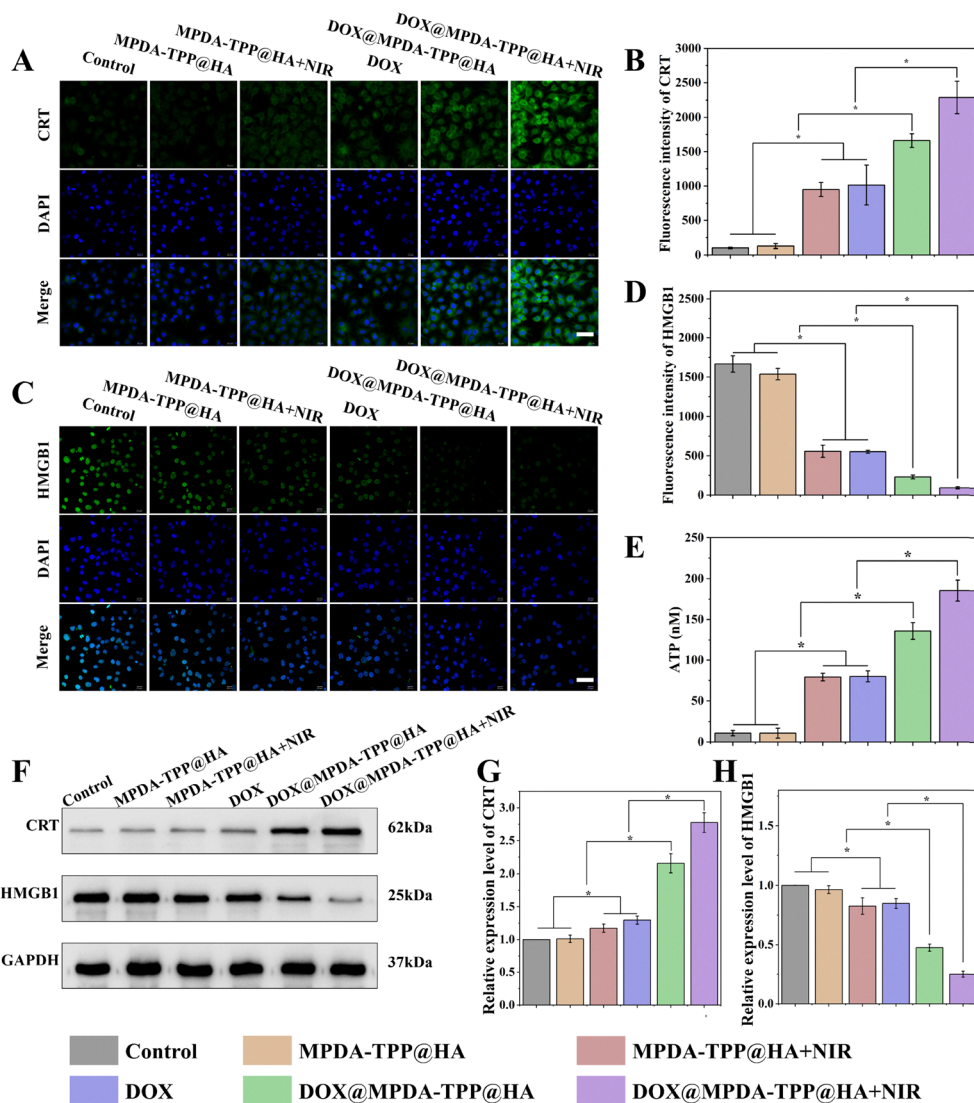 A
Control
MPDA-TPP@HA
MPDA-TPP@HA+NIR
DOX
DOX@MPDA-TPP@HA
DOX@MPDA-TPP@HA+NIR
CRT
DAPI
Merge
B
Fluorescence intensity of CRT
3000
2500
2000
1500
1000
500
0
*
*
*
C
Control
MPDA-TPP@HA
MPDA-TPP@HA+NIR
DOX
DOX@MPDA-TPP@HA
DOX@MPDA-TPP@HA+NIR
HMGB1
DAPI
Merge
D
Fluorescence intensity of HMGB1
2500
2000
1500
1000
500
0
*
*
*
E
ATP (nM)
250
200
150
100
50
0
*
*
*
F
Control
MPDA-TPP@HA
MPDA-TPP@HA+NIR
DOX
DOX@MPDA-TPP@HA
DOX@MPDA-TPP@HA+NIR
CRT 62kDa
HMGB1 25kDa
GAPDH 37kDa
G
Relative expression level of CRT
3.0
2.5
2.0
1.5
1.0
0.5
0.0
*
*
*
H
Relative expression level of HMGB1
1.5
1.0
0.5
0.0
*
*
*
Control MPDA-TPP@HA MPDA-TPP@HA+NIR
DOX DOX@MPDA-TPP@HA DOX@MPDA-TPP@HA+NIR